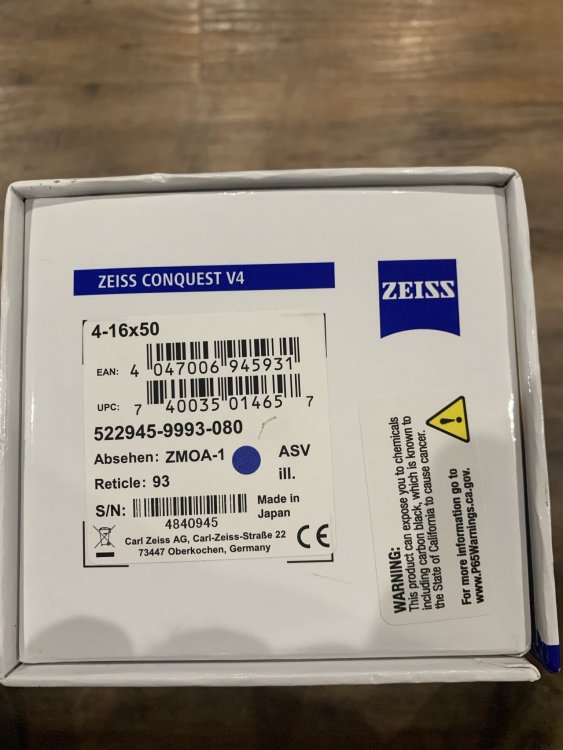 ZEISS CONQUEST V4
ZEISS
4-16x50
EAN: 4 047006 945931
UPC: 7 40035 01465 7
522945-9993-080
Absehen: ZMOA-1
ASV
ill.
Reticle: 93
S/N:
4840945
Made in
Japan
Carl Zeiss AG, Carl-Zeiss-Straße 22
73447 Oberkochen, Germany
CE
WARNING:
This product can expose you to chemicals
including carbon black, which is known to
the State of California to cause cancer.
For more information go to
www.P65Warnings.ca.gov.